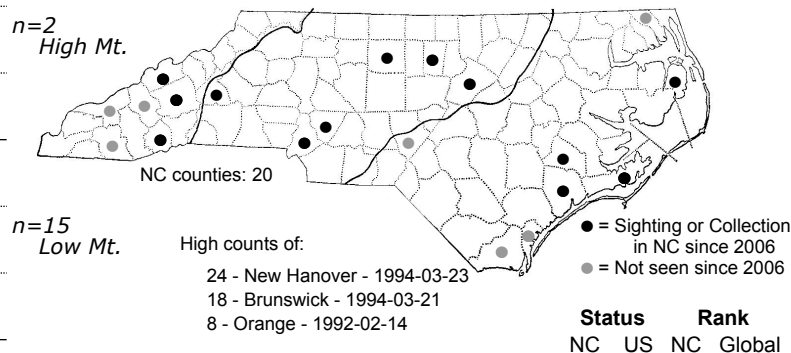 n=2
High Mt.
NC counties: 20
n=15
Low Mt.
High counts of:
24 - New Hanover - 1994-03-23
18 - Brunswick - 1994-03-21
8 - Orange - 1992-02-14
= Sighting or Collection
in NC since 2006
= Not seen since 2006
Status Rank
NC US NC Global